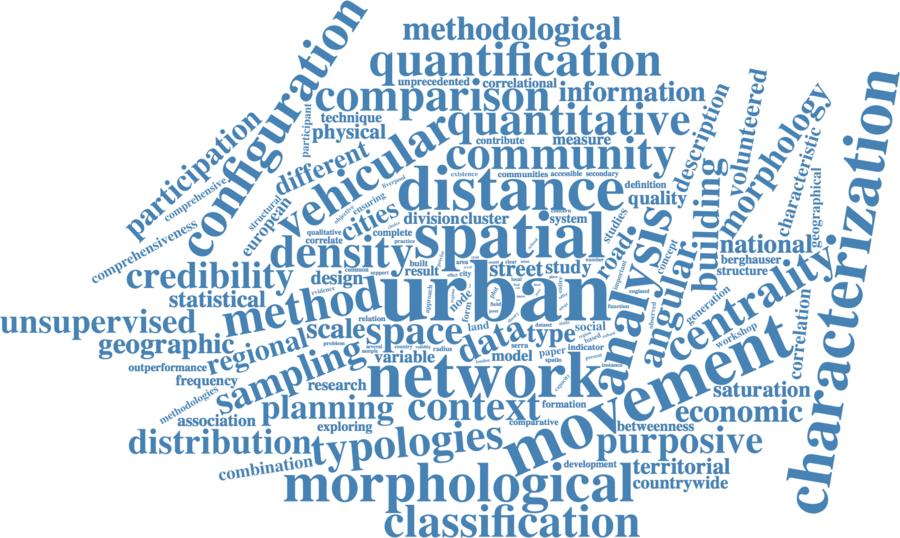 methodological
quantification
unprecedented
correlational
comparison
information
configuration
participant
technique
physical
quantitative
contribute
measure
description
volunteered
morphology
characterization
participation
comprehensive
different
vehicular
community
existence
communities
accessible
secondary
definition
quality
characteristic
geographical
structural
european
ensuring
liverpool
objective
distance
division
cluster
system
studies
building
comprehensiveness
qualitative
correlate
cities
complete
practice
spatial
analysis
road
concept
national
berghauser
structure
credibility
density
built
result
area
street
study
important
angular
centrality
statistical
design
common
support
evidence
method
urban
approach
node
form
field
function
england
observed
generation
unsupervised
geographic
regional
scale
relation
space
land
data
type
dataset
social
based
workshop
correlation
outperformance
frequency
methodologies
sampling
problem
several
sample
country
validity
radius
variable
model
serra
paper
spatio
indicator
present
instance
movement
research
network
capacity
saturation
association
planning
context
formation
comparative
betweenness
economic
exploring
distribution
typologies
purposive
combination
development
territorial
countrywide
morphological
classification